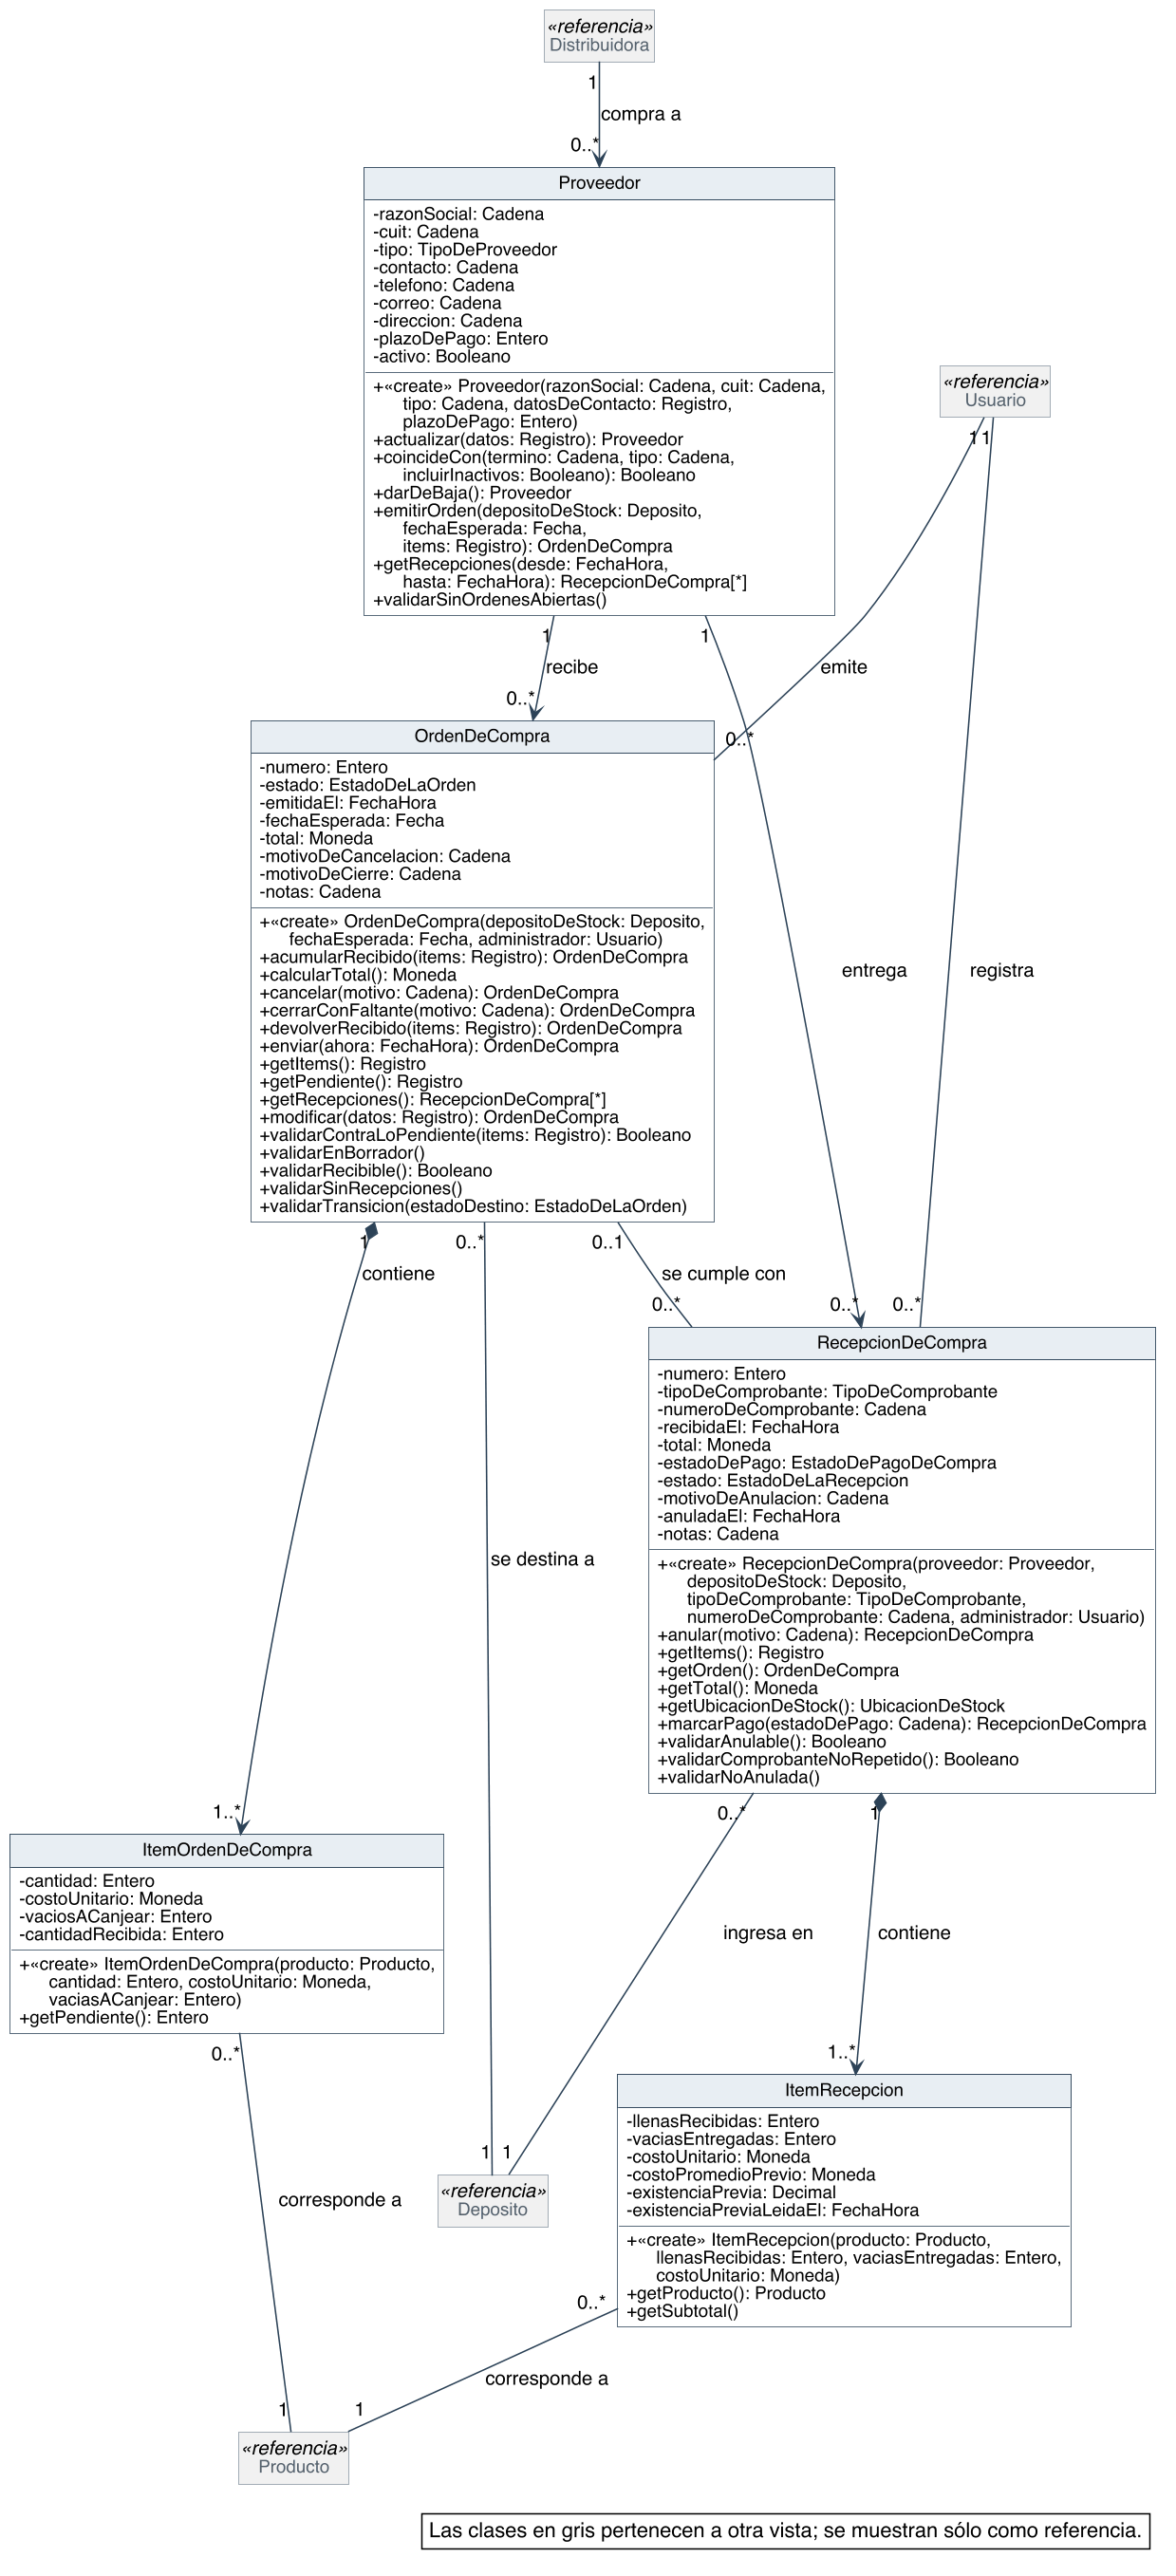 «referencia»
Distribuidora
1
compra a
0..*
Proveedor
-razonSocial: Cadena
-cuit: Cadena
-tipo: TipoDeProveedor
-contacto: Cadena
-telefono: Cadena
-correo: Cadena
-direccion: Cadena
-plazoDePago: Entero
-activo: Booleano
+«create» Proveedor(razonSocial: Cadena, cuit: Cadena,
tipo: Cadena, datosDeContacto: Registro,
plazoDePago: Entero)
+actualizar(datos: Registro): Proveedor
+coincideCon(termino: Cadena, tipo: Cadena,
incluirInactivos: Booleano): Booleano
+darDeBaja(): Proveedor
+emitirOrden(depositoDeStock: Deposito,
fechaEsperada: Fecha,
items: Registro): OrdenDeCompra
+getRecepciones(desde: FechaHora,
hasta: FechaHora): RecepcionDeCompra[*]
+validarSinOrdenesAbiertas()
«referencia»
Usuario
1
1
1
recibe
0..*
1
emite
0..*
OrdenDeCompra
-numero: Entero
-estado: EstadoDeLaOrden
-emitidaEl: FechaHora
-fechaEsperada: Fecha
-total: Moneda
-motivoDeCancelacion: Cadena
-motivoDeCierre: Cadena
-notas: Cadena
+«create» OrdenDeCompra(depositoDeStock: Deposito,
fechaEsperada: Fecha, administrador: Usuario)
+acumularRecibido(items: Registro): OrdenDeCompra
+calcularTotal(): Moneda
+cancelar(motivo: Cadena): OrdenDeCompra
+cerrarConFaltante(motivo: Cadena): OrdenDeCompra
+devolverRecibido(items: Registro): OrdenDeCompra
+enviar(ahora: FechaHora): OrdenDeCompra
+getItems(): Registro
+getPendiente(): Registro
+getRecepciones(): RecepcionDeCompra[*]
+modificar(datos: Registro): OrdenDeCompra
+validarContraLoPendiente(items: Registro): Booleano
+validarEnBorrador()
+validarRecibible(): Booleano
+validarSinRecepciones()
+validarTransicion(estadoDestino: EstadoDeLaOrden)
entrega
registra
1
contiene
0..*
0..1
se cumple con
0..*
0..*
0..*
RecepcionDeCompra
-numero: Entero
-tipoDeComprobante: TipoDeComprobante
-numeroDeComprobante: Cadena
-recibidaEl: FechaHora
-total: Moneda
-estadoDePago: EstadoDePagoDeCompra
-estado: EstadoDeLaRecepcion
-motivoDeAnulacion: Cadena
-anuladaEl: FechaHora
-notas: Cadena
+«create» RecepcionDeCompra(proveedor: Proveedor,
depositoDeStock: Deposito,
tipoDeComprobante: TipoDeComprobante,
numeroDeComprobante: Cadena, administrador: Usuario)
+anular(motivo: Cadena): RecepcionDeCompra
+getItems(): Registro
+getOrden(): OrdenDeCompra
+getTotal(): Moneda
+getUbicacionDeStock(): UbicacionDeStock
+marcarPago(estadoDePago: Cadena): RecepcionDeCompra
+validarAnulable(): Booleano
+validarComprobanteNoRepetido(): Booleano
+validarNoAnulada()
se destina a
1..*
ItemOrdenDeCompra
-cantidad: Entero
-costoUnitario: Moneda
-vaciosACanjear: Entero
-cantidadRecibida: Entero
+«create» ItemOrdenDeCompra(producto: Producto,
cantidad: Entero, costoUnitario: Moneda,
vaciasACanjear: Entero)
+getPendiente(): Entero
0..*
ingresa en
1
contiene
1..*
ItemRecepcion
-llenasRecibidas: Entero
-vaciasEntregadas: Entero
-costoUnitario: Moneda
-costoPromedioPrevio: Moneda
-existenciaPrevia: Decimal
-existenciaPreviaLeidaEl: FechaHora
+«create» ItemRecepcion(producto: Producto,
llenasRecibidas: Entero, vaciasEntregadas: Entero,
costoUnitario: Moneda)
+getProducto(): Producto
+getSubtotal()
0..*
corresponde a
1
1
«referencia»
Deposito
0..*
corresponde a
1
1
«referencia»
Producto
Las clases en gris pertenecen a otra vista; se muestran sólo como referencia.